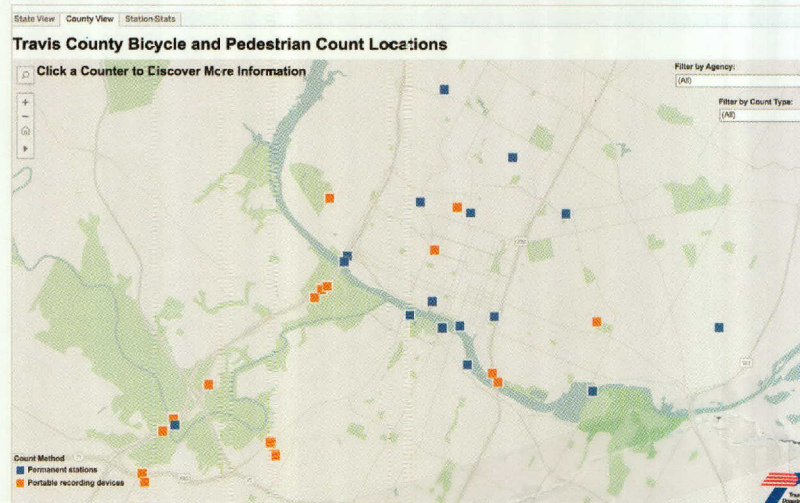 State View
County View
Station Stats
Travis County Bicycle and Pedestrian Count Locations
Click a Counter to Discover More Information
Filter by Agency:
(All)
Filter by Count Type:
(All)
Count Method
Permanent stations
Portable recording devices